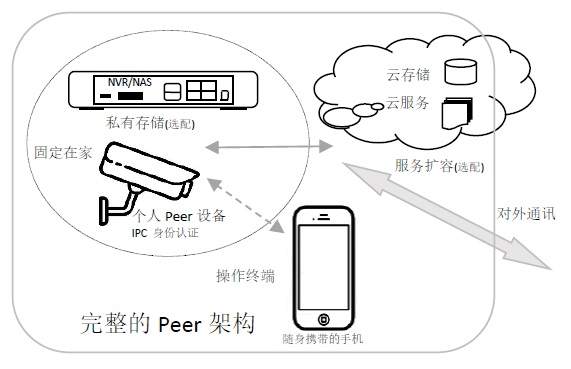 NVR/NAS
私有存储(选配)
固定在家
个人 Peer 设备
IPC 身份认证
云存储
云服务
服务扩容(选配)
对外通讯
操作终端
随身携带的手机
完整的 Peer 架构